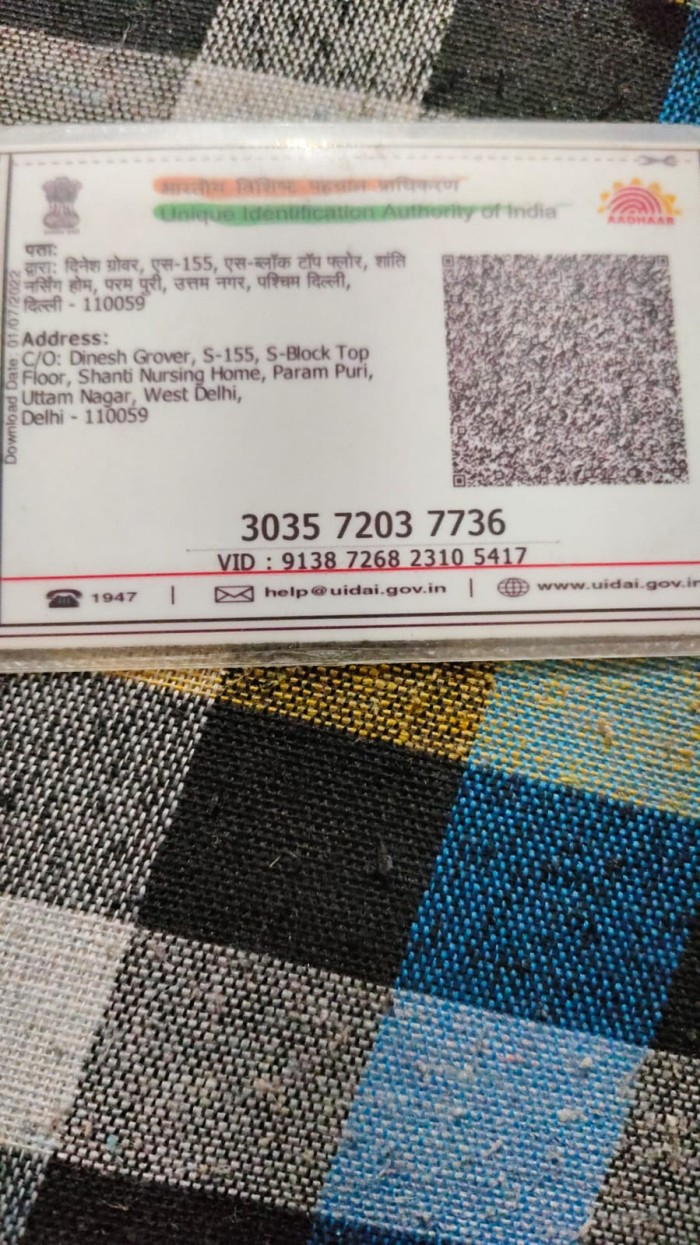 भारतीय विशिष्ट पहचान प्राधिकरण
Unique Identification Authority of India
AADHAAR
पता:
द्वारा: दिनेश ग्रोवर, एस-155, एस-ब्लॉक टॉप फ्लोर, शांति
नर्सिंग होम, परम पुरी, उत्तम नगर, पश्चिम दिल्ली,
दिल्ली - 110059
Address:
C/O: Dinesh Grover, S-155, S-Block Top
Floor, Shanti Nursing Home, Param Puri,
Uttam Nagar, West Delhi,
Delhi - 110059
Download Date: 01/07/2022
3035 7203 7736
VID : 9138 7268 2310 5417
1947 | help@uidai.gov.in | www.uidai.gov.in